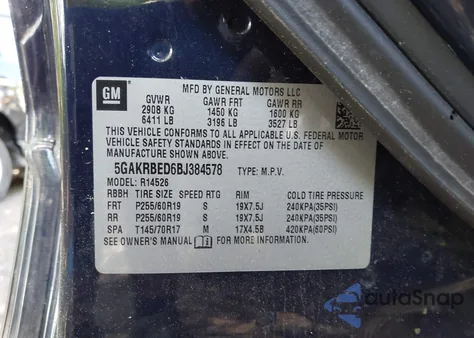 GM
MFD BY GENERAL MOTORS LLC
GVWR GAWR FRT GAWR RR
2908 KG 1450 KG 1600 KG
6411 LB 3196 LB 3527 LB
THIS VEHICLE CONFORMS TO ALL APPLICABLE U.S. FEDERAL MOTOR
VEHICLE SAFETY STANDARDS IN EFFECT ON THE DATE OF
MANUFACTURE SHOWN ABOVE.
5GAKRBED6BJ384578 TYPE: M.P.V.
MODEL: R14526
RBBH TIRE SIZE SPEED RTG RIM COLD TIRE PRESSURE
FRT P255/60R19 S 19X7.5J 240KPA(35PSI)
RR P255/60R19 S 19X7.5J 240KPA(35PSI)
SPA T145/70R17 M 17X4.5B 420KPA(60PSI)
SEE OWNER'S MANUAL FOR MORE INFORMATION.
autoSnap